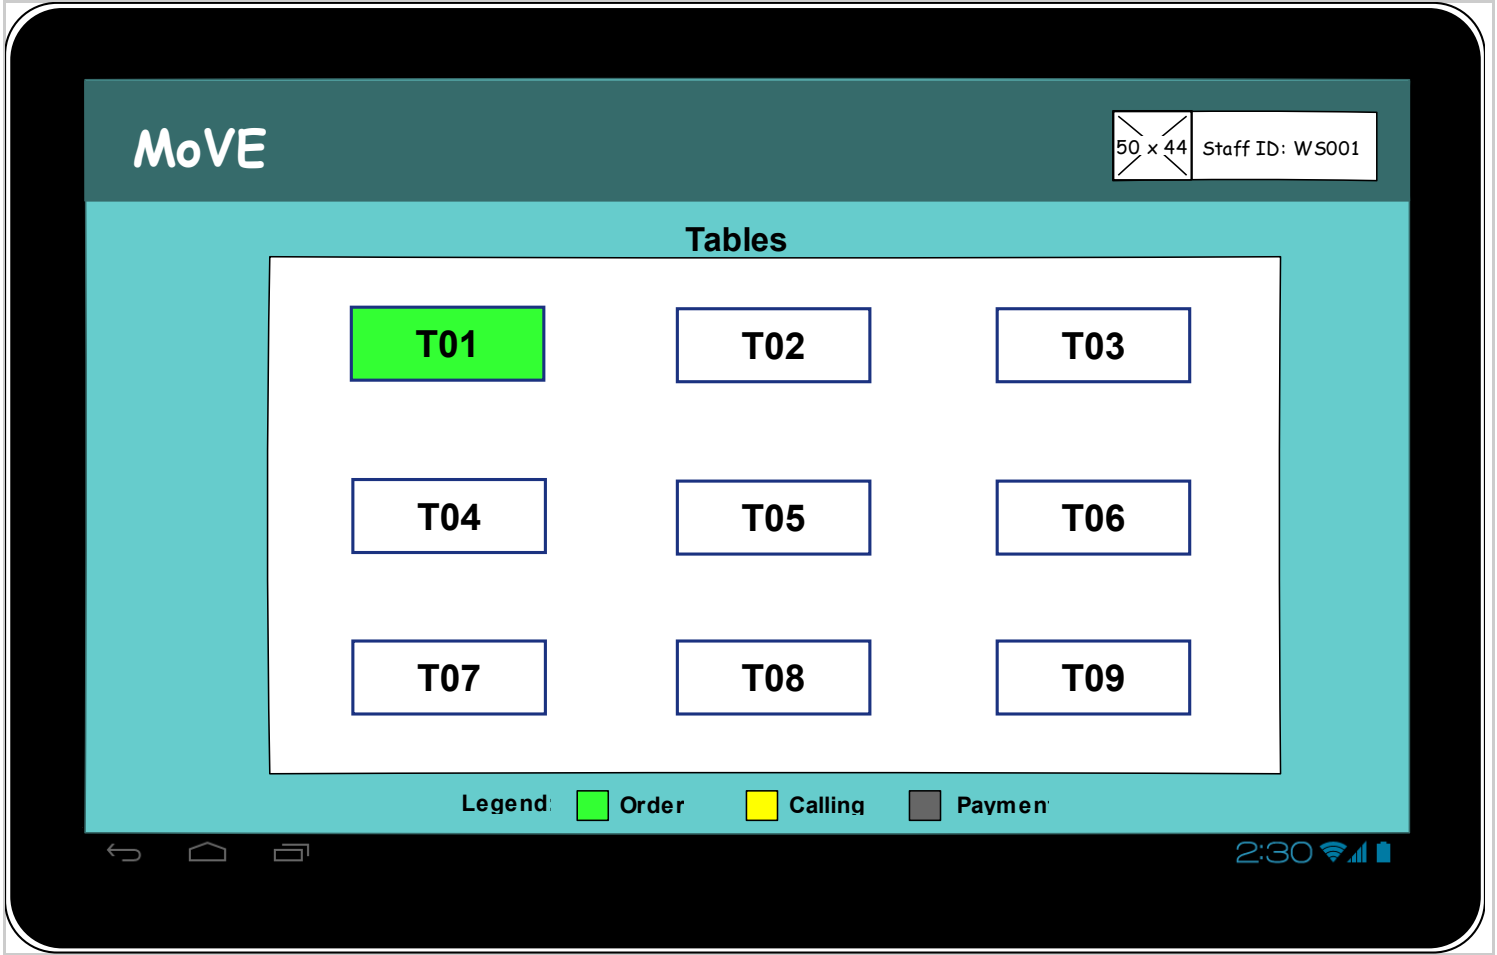 MoVE
50 x 44 Staff ID: WS001
Tables
T01 T02 T03
T04 T05 T06
T07 T08 T09
Legend: Order Calling Paymen
2:30